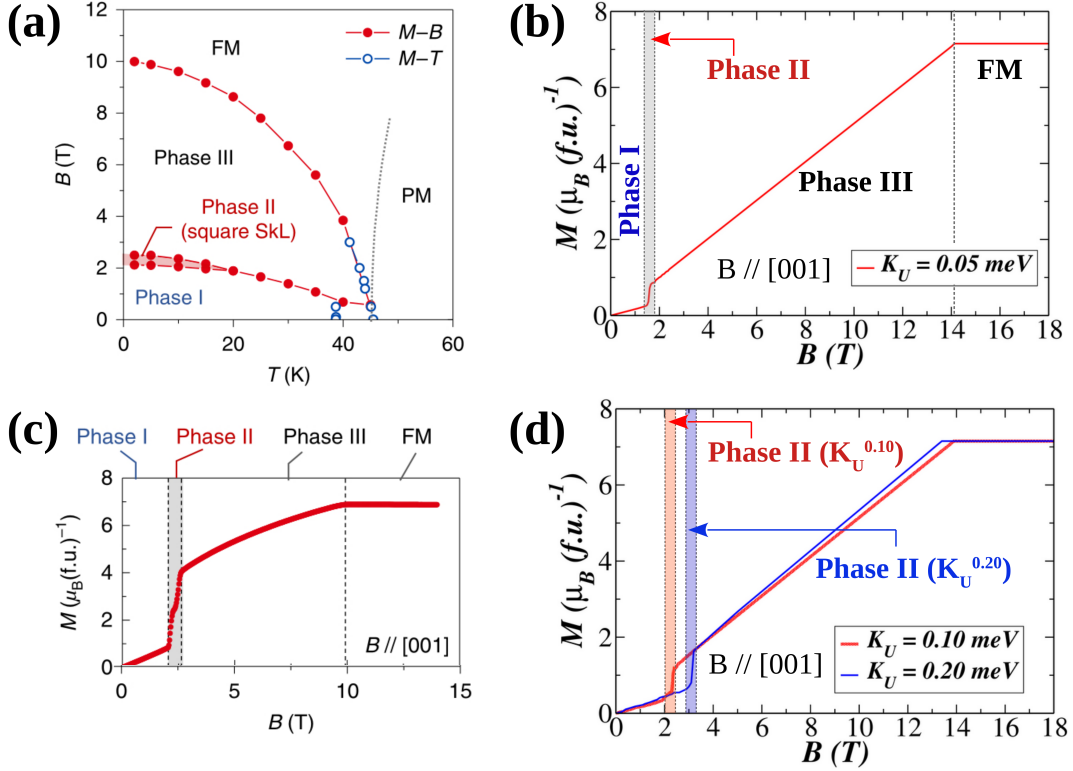 (a)
12
10
8
6
4
2
0
B (T)
0
20
40
60
T (K)
FM
M–B
M–T
Phase III
PM
Phase II
(square SkL)
Phase I
(b)
8
6
4
2
0
M (μB (f.u.)-1
0 2 4 6 8 10 12 14 16 18
B (T)
Phase II
FM
Phase I
Phase III
B // [001]
KU = 0.05 meV
(c)
Phase I
Phase II
Phase III
FM
8
6
4
2
0
M (μB(f.u.)−1)
0
5
10
15
B (T)
B // [001]
(d)
8
6
4
2
0
M (μB (f.u.)-1
0 2 4 6 8 10 12 14 16 18
B (T)
Phase II (KU0.10)
Phase II (KU0.20)
B // [001]
KU = 0.10 meV
KU = 0.20 meV